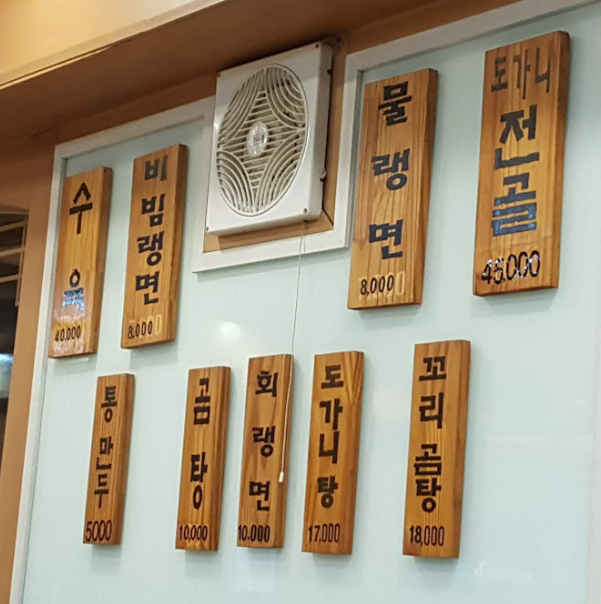 수육
40,000
비빔랭면
8,000
물랭면
8,000
도가니
전골
통만두
5000
곰탕
10,000
회랭면
10,000
도가니탕
17,000
꼬리곰탕
18,000